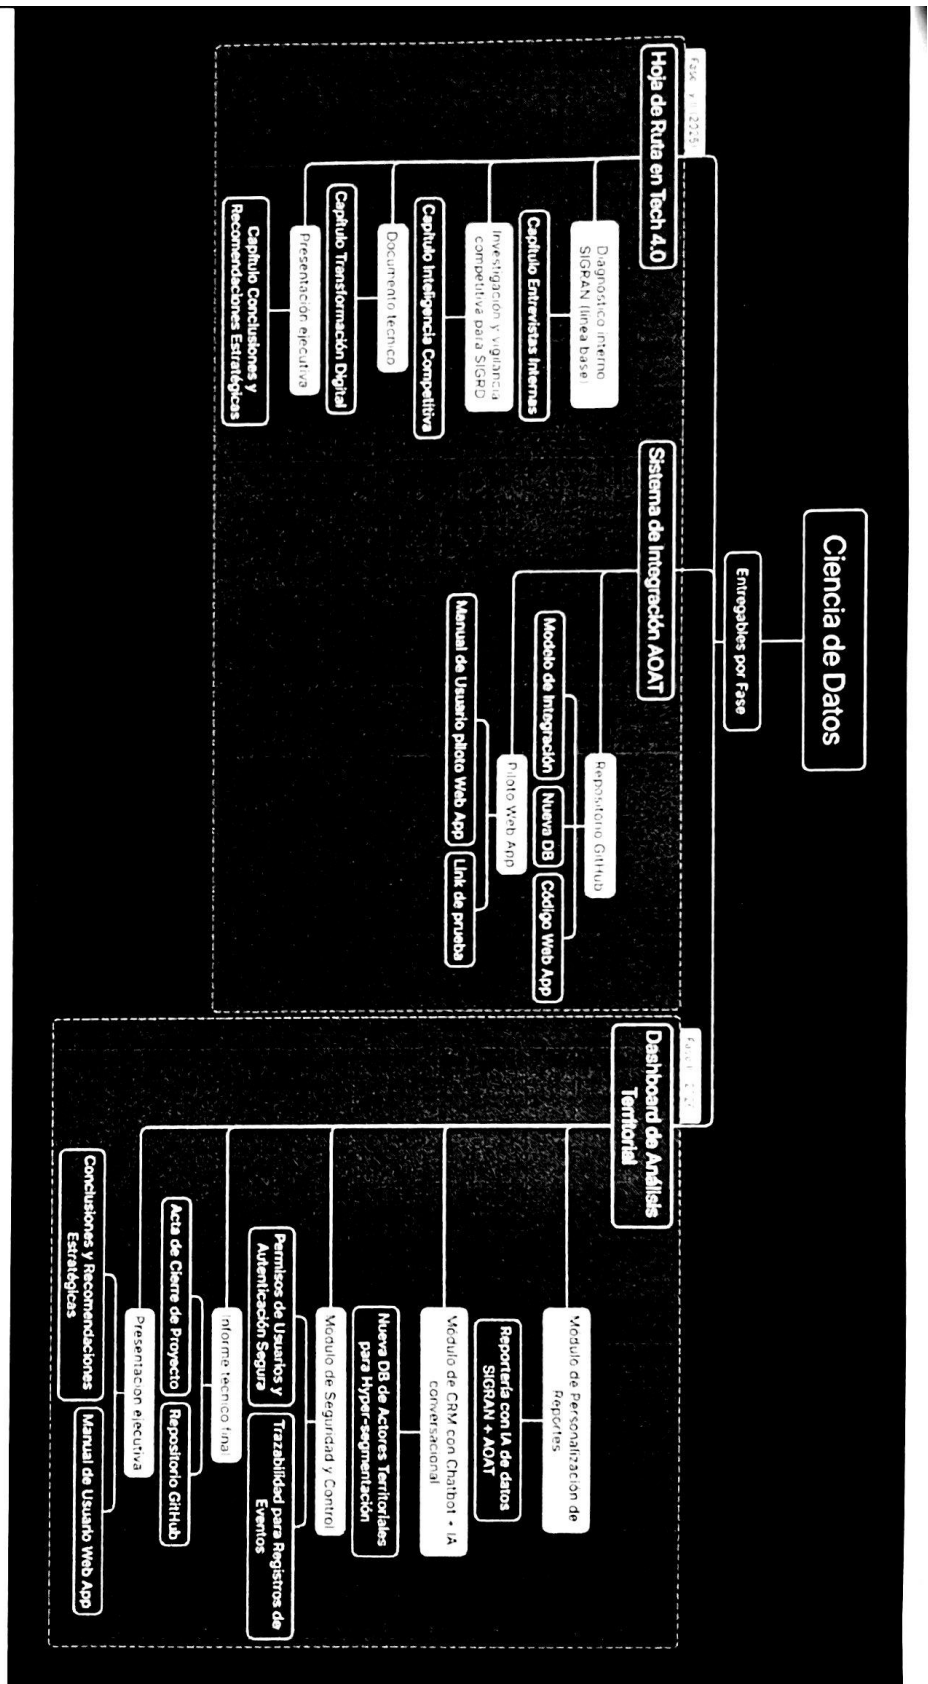 Ciencia de Datos
Entregables por Fase
Fase
Hoja de Ruta en Tech 4.0
Diagnóstico interno
SIGRAN (línea base)
Capítulo Entrevistas Internas
Investigación y vigilancia
competitiva para SIGRD
Capítulo Inteligencia Competitiva
Documento técnico
Capítulo Transformación Digital
Presentación ejecutiva
Capítulo Conclusiones y
Recomendaciones Estratégicas
Sistema de Integración AOAT
Repositorio GitHub
Modelo de Integración
Nueva DB
Código Web App
Piloto Web App
Manual de Usuario piloto Web App
Link de prueba
Fase
Dashboard de Análisis
Territorial
Módulo de Personalización de
Reportes
Reportería con IA de datos
SIGRAN + AOAT
Módulo de CRM con Chatbot + IA
conversacional
Nueva DB de Actores Territoriales
para Hyper-segmentación
Modulo de Seguridad y Control
Permisos de Usuarios y
Autenticación Segura
Trazabilidad para Registros de
Eventos
Informe técnico final
Acta de Cierre de Proyecto
Repositorio GitHub
Presentacion ejecutiva
Conclusiones y Recomendaciones
Estratégicas
Manual de Usuario Web App